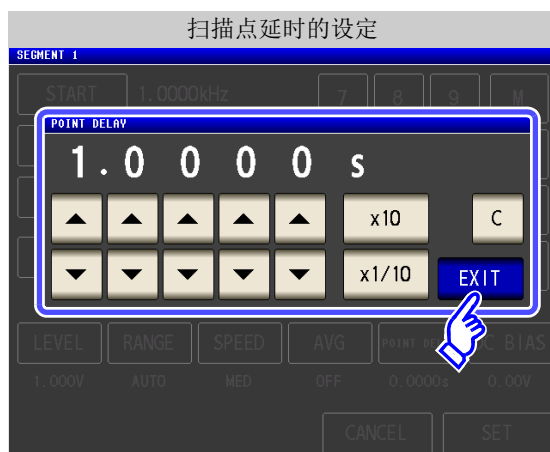 扫描点延时的设定
SEGMENT 1
START 1.0000kHz 7 8 9 M
POINT DELAY
1.0000 s
x10 C
x1/10 EXIT
LEVEL RANGE SPEED AVG POINT DE C BIAS
1.000V AUTO MED OFF 0.0000s 0.00V
CANCEL SET